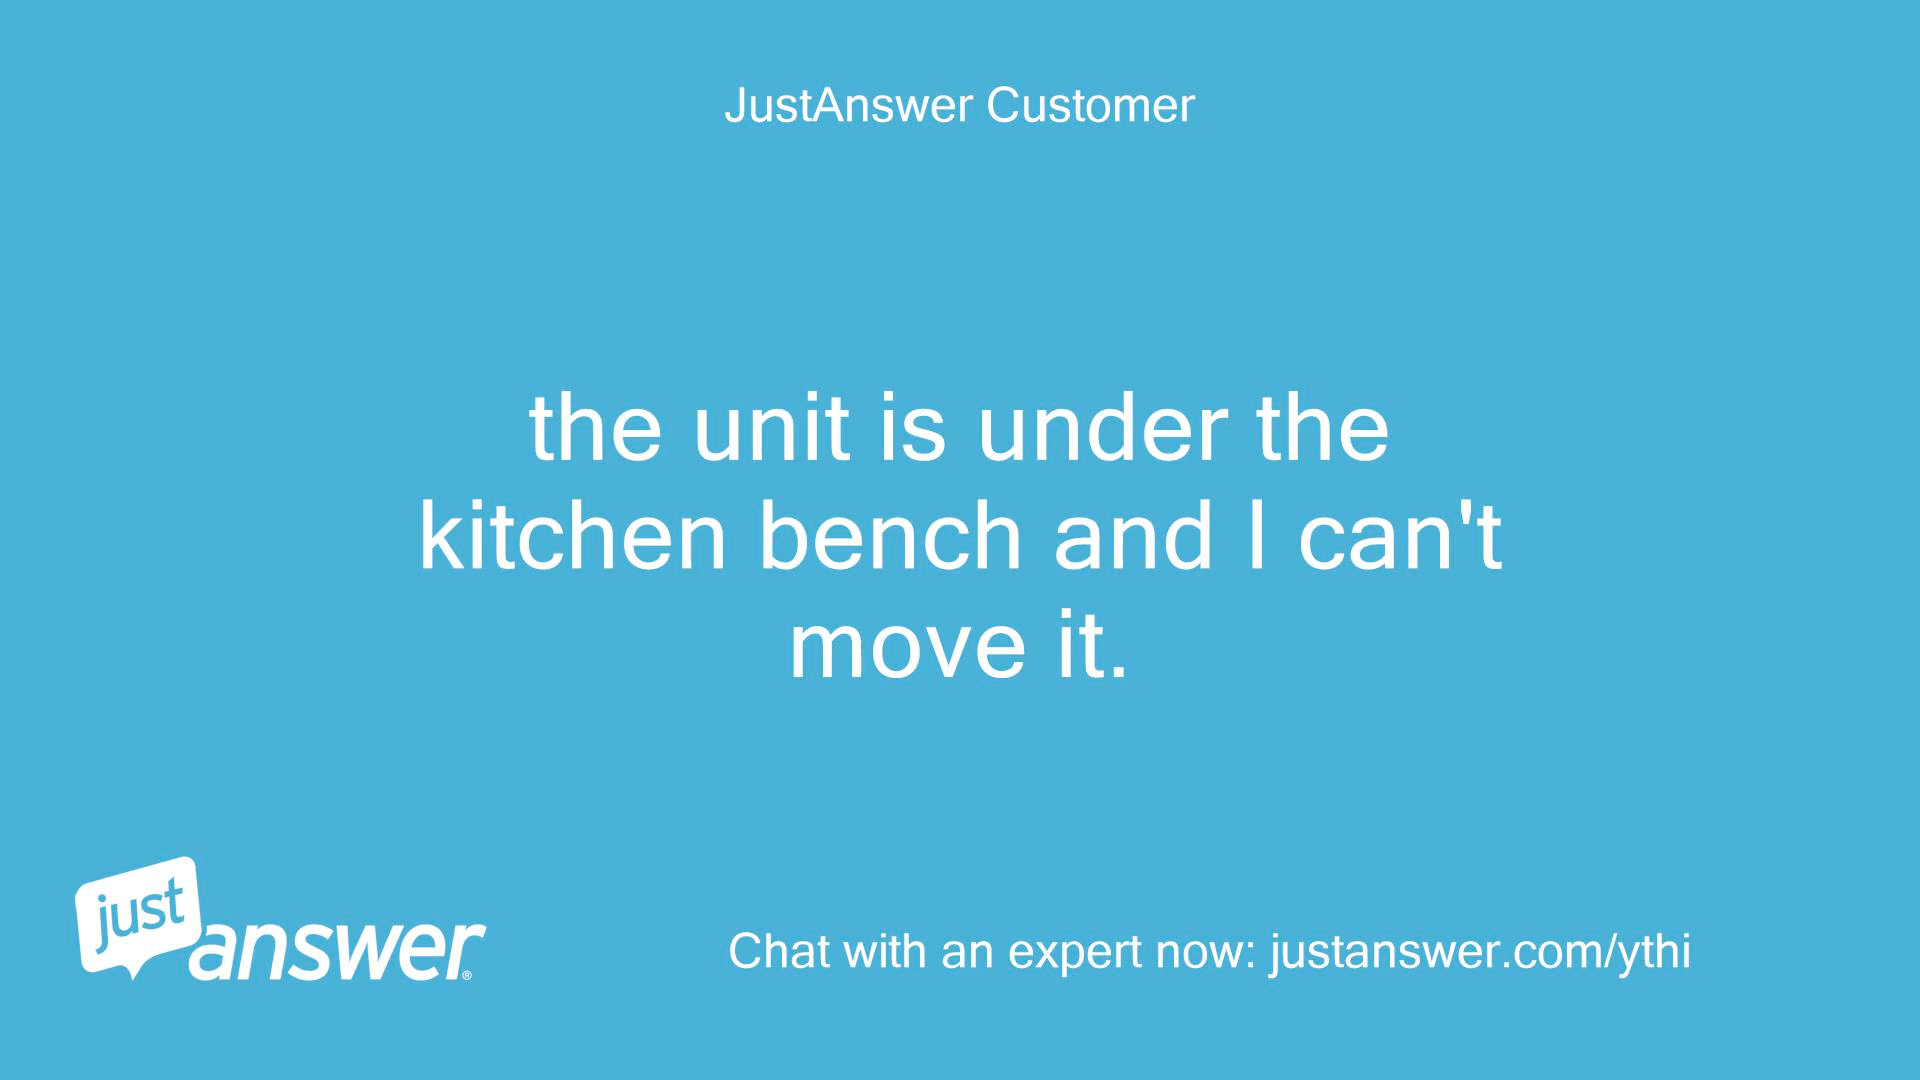 JustAnswer Customer
the unit is under the
kitchen bench and I can't
move it.
just
answer®
Chat with an expert now: justanswer.com/ythi